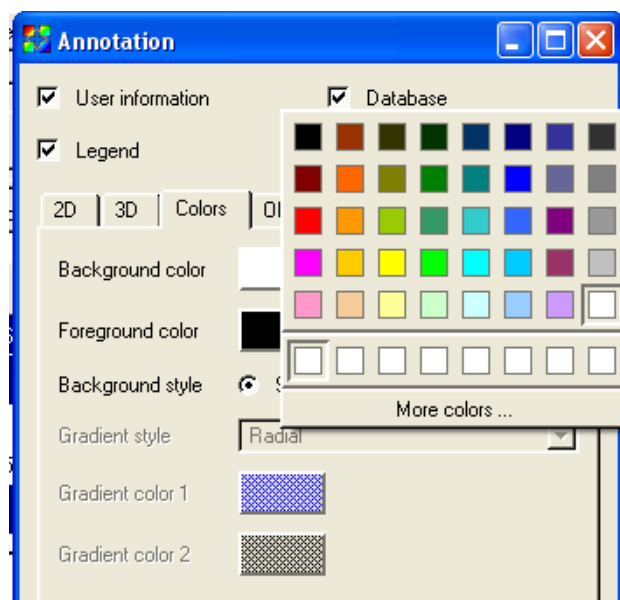 Annotation
User information
Database
Legend
2D
3D
Colors
Background color
Foreground color
Background style
More colors ...
Gradient style
Radial
Gradient color 1
Gradient color 2